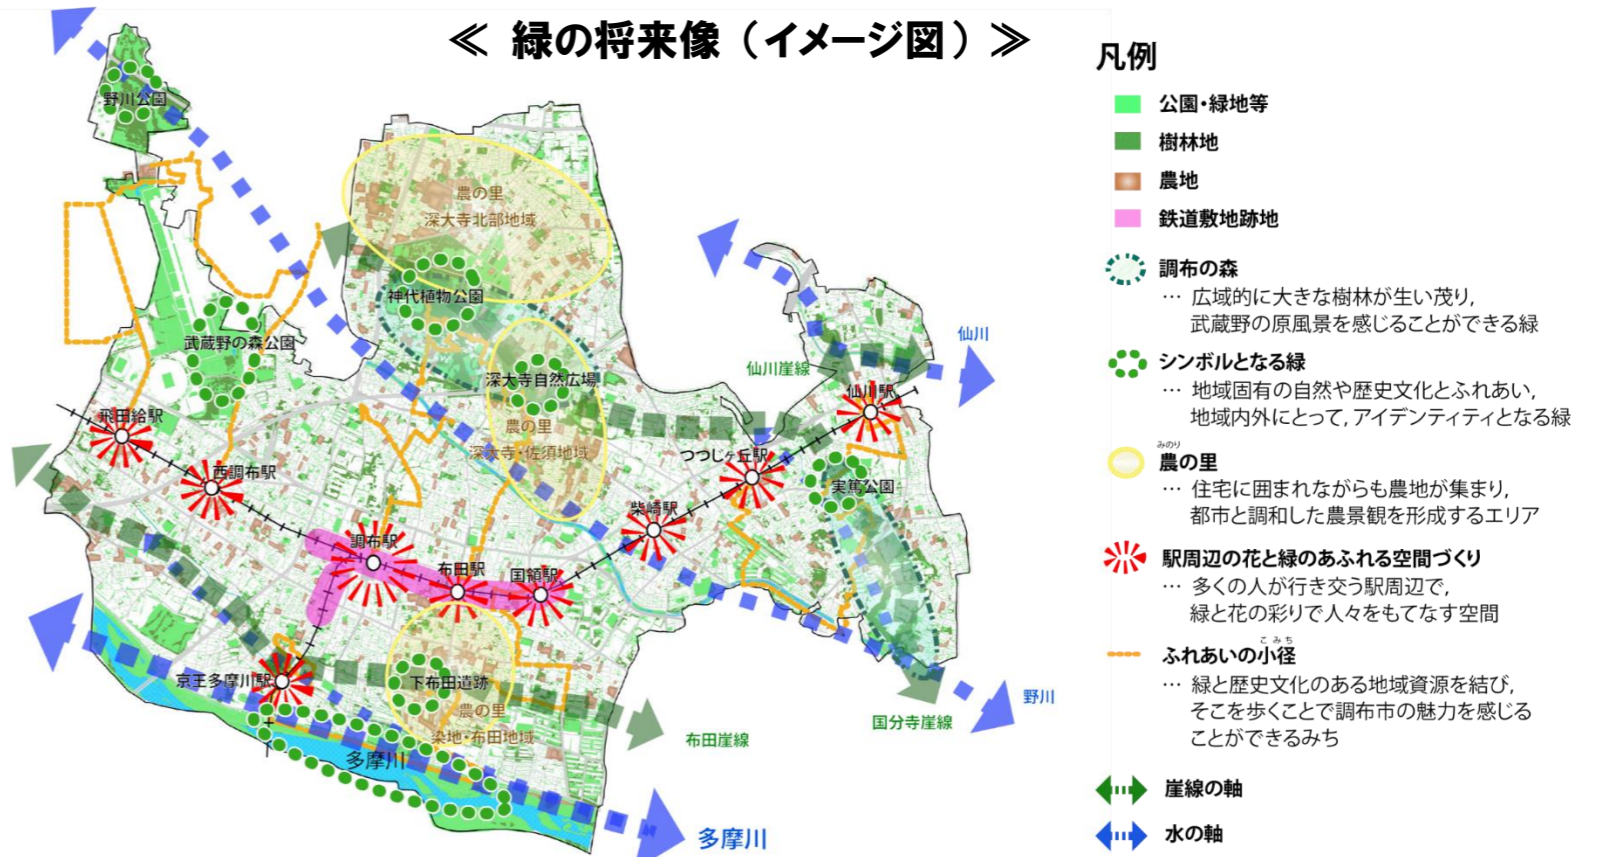 ≪ 緑の将来像（イメージ図）≫
野川公園
農の里
深大寺北部地域
神代植物公園
武蔵野の森公園
深大寺自然広場
農の里
深大寺・佐須地域
仙川崖線
仙川
仙川駅
飛田給駅
西調布駅
つつじヶ丘駅
実篤公園
柴崎駅
調布駅
布田駅
国領駅
京王多摩川駅
下布田遺跡
農の里
染地・布田地域
布田崖線
国分寺崖線
野川
多摩川
多摩川
凡例
公園・緑地等
樹林地
農地
鉄道敷地跡地
調布の森
… 広域的に大きな樹林が生い茂り，
武蔵野の原風景を感じることができる緑
シンボルとなる緑
… 地域固有の自然や歴史文化とふれあい，
地域内外にとって，アイデンティティとなる緑
みのり
農の里
… 住宅に囲まれながらも農地が集まり，
都市と調和した農景観を形成するエリア
駅周辺の花と緑のあふれる空間づくり
… 多くの人が行き交う駅周辺で，
緑と花の彩りで人々をもてなす空間
こみち
ふれあいの小径
… 緑と歴史文化のある地域資源を結び，
そこを歩くことで調布市の魅力を感じる
ことができるみち
崖線の軸
水の軸